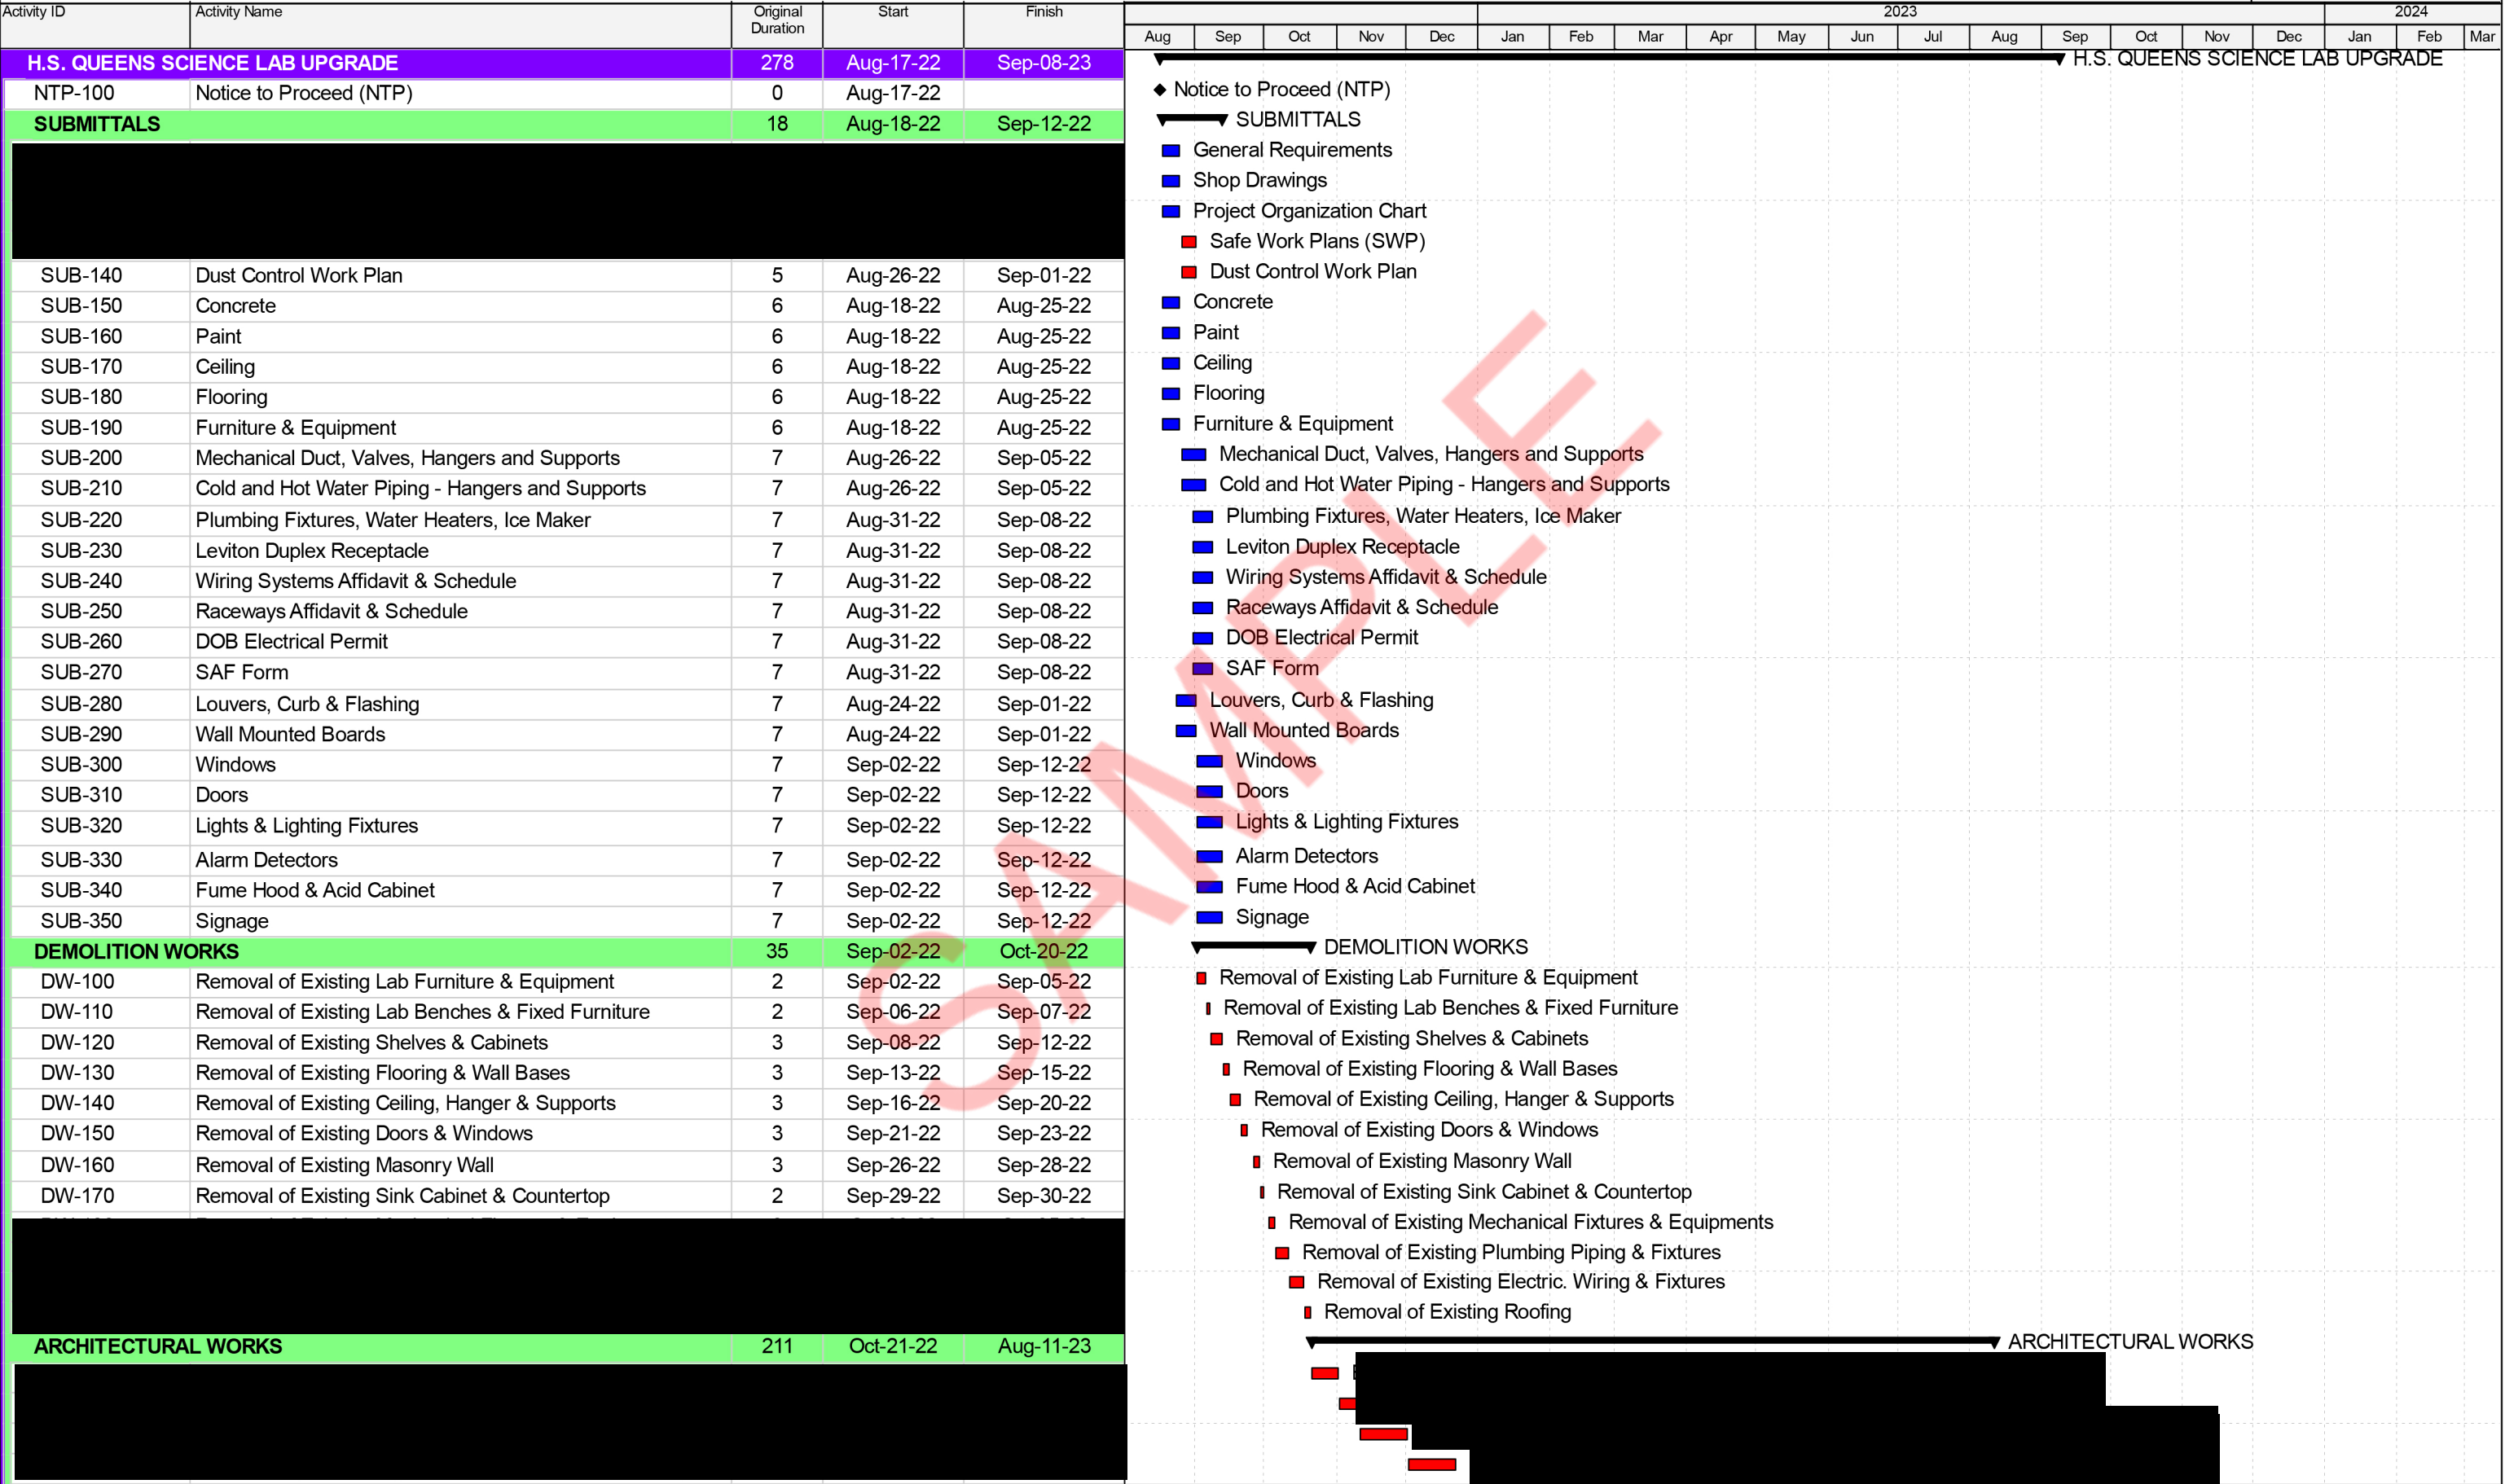 Activity ID Activity Name Original Duration Start Finish
2023 2024
Aug Sep Oct Nov Dec Jan Feb Mar Apr May Jun Jul Aug Sep Oct Nov Dec Jan Feb Mar
H.S. QUEENS SCIENCE LAB UPGRADE 278 Aug-17-22 Sep-08-23 H.S. QUEENS SCIENCE LAB UPGRADE
NTP-100 Notice to Proceed (NTP) 0 Aug-17-22 Notice to Proceed (NTP)
SUBMITTALS 18 Aug-18-22 Sep-12-22 SUBMITTALS
General Requirements
Shop Drawings
Project Organization Chart
Safe Work Plans (SWP)
SUB-140 Dust Control Work Plan 5 Aug-26-22 Sep-01-22 Dust Control Work Plan
SUB-150 Concrete 6 Aug-18-22 Aug-25-22 Concrete
SUB-160 Paint 6 Aug-18-22 Aug-25-22 Paint
SUB-170 Ceiling 6 Aug-18-22 Aug-25-22 Ceiling
SUB-180 Flooring 6 Aug-18-22 Aug-25-22 Flooring
SUB-190 Furniture & Equipment 6 Aug-18-22 Aug-25-22 Furniture & Equipment
SUB-200 Mechanical Duct, Valves, Hangers and Supports 7 Aug-26-22 Sep-05-22 Mechanical Duct, Valves, Hangers and Supports
SUB-210 Cold and Hot Water Piping - Hangers and Supports 7 Aug-26-22 Sep-05-22 Cold and Hot Water Piping - Hangers and Supports
SUB-220 Plumbing Fixtures, Water Heaters, Ice Maker 7 Aug-31-22 Sep-08-22 Plumbing Fixtures, Water Heaters, Ice Maker
SUB-230 Leviton Duplex Receptacle 7 Aug-31-22 Sep-08-22 Leviton Duplex Receptacle
SUB-240 Wiring Systems Affidavit & Schedule 7 Aug-31-22 Sep-08-22 Wiring Systems Affidavit & Schedule
SUB-250 Raceways Affidavit & Schedule 7 Aug-31-22 Sep-08-22 Raceways Affidavit & Schedule
SUB-260 DOB Electrical Permit 7 Aug-31-22 Sep-08-22 DOB Electrical Permit
SUB-270 SAF Form 7 Aug-31-22 Sep-08-22 SAF Form
SUB-280 Louvers, Curb & Flashing 7 Aug-24-22 Sep-01-22 Louvers, Curb & Flashing
SUB-290 Wall Mounted Boards 7 Aug-24-22 Sep-01-22 Wall Mounted Boards
SUB-300 Windows 7 Sep-02-22 Sep-12-22 Windows
SUB-310 Doors 7 Sep-02-22 Sep-12-22 Doors
SUB-320 Lights & Lighting Fixtures 7 Sep-02-22 Sep-12-22 Lights & Lighting Fixtures
SUB-330 Alarm Detectors 7 Sep-02-22 Sep-12-22 Alarm Detectors
SUB-340 Fume Hood & Acid Cabinet 7 Sep-02-22 Sep-12-22 Fume Hood & Acid Cabinet
SUB-350 Signage 7 Sep-02-22 Sep-12-22 Signage
DEMOLITION WORKS 35 Sep-02-22 Oct-20-22 DEMOLITION WORKS
DW-100 Removal of Existing Lab Furniture & Equipment 2 Sep-02-22 Sep-05-22 Removal of Existing Lab Furniture & Equipment
DW-110 Removal of Existing Lab Benches & Fixed Furniture 2 Sep-06-22 Sep-07-22 Removal of Existing Lab Benches & Fixed Furniture
DW-120 Removal of Existing Shelves & Cabinets 3 Sep-08-22 Sep-12-22 Removal of Existing Shelves & Cabinets
DW-130 Removal of Existing Flooring & Wall Bases 3 Sep-13-22 Sep-15-22 Removal of Existing Flooring & Wall Bases
DW-140 Removal of Existing Ceiling, Hanger & Supports 3 Sep-16-22 Sep-20-22 Removal of Existing Ceiling, Hanger & Supports
DW-150 Removal of Existing Doors & Windows 3 Sep-21-22 Sep-23-22 Removal of Existing Doors & Windows
DW-160 Removal of Existing Masonry Wall 3 Sep-26-22 Sep-28-22 Removal of Existing Masonry Wall
DW-170 Removal of Existing Sink Cabinet & Countertop 2 Sep-29-22 Sep-30-22 Removal of Existing Sink Cabinet & Countertop
Removal of Existing Mechanical Fixtures & Equipments
Removal of Existing Plumbing Piping & Fixtures
Removal of Existing Electric. Wiring & Fixtures
Removal of Existing Roofing
ARCHITECTURAL WORKS 211 Oct-21-22 Aug-11-23 ARCHITECTURAL WORKS
SAMPLE